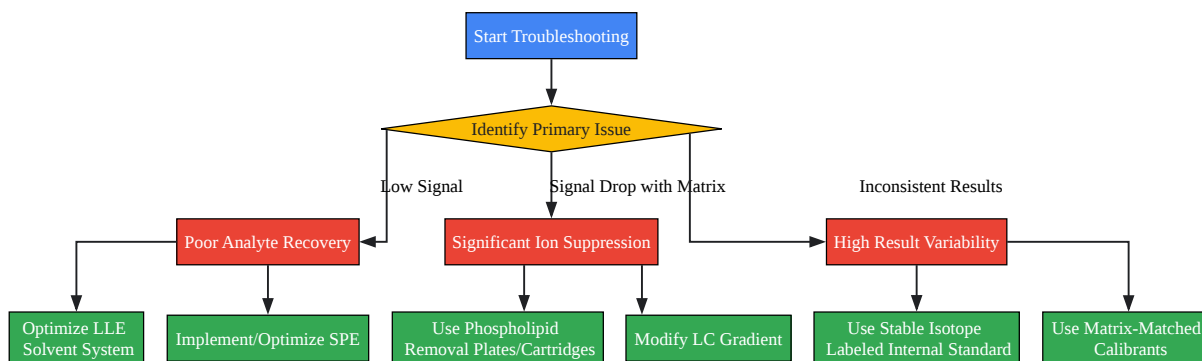 Start Troubleshooting
Identify Primary Issue
Low Signal
Signal Drop with Matrix
Inconsistent Results
Poor Analyte Recovery
Significant Ion Suppression
High Result Variability
Optimize LLE
Solvent System
Implement/Optimize SPE
Use Phospholipid
Removal Plates/Cartridges
Modify LC Gradient
Use Stable Isotope
Labeled Internal Standard
Use Matrix-Matched
Calibrants